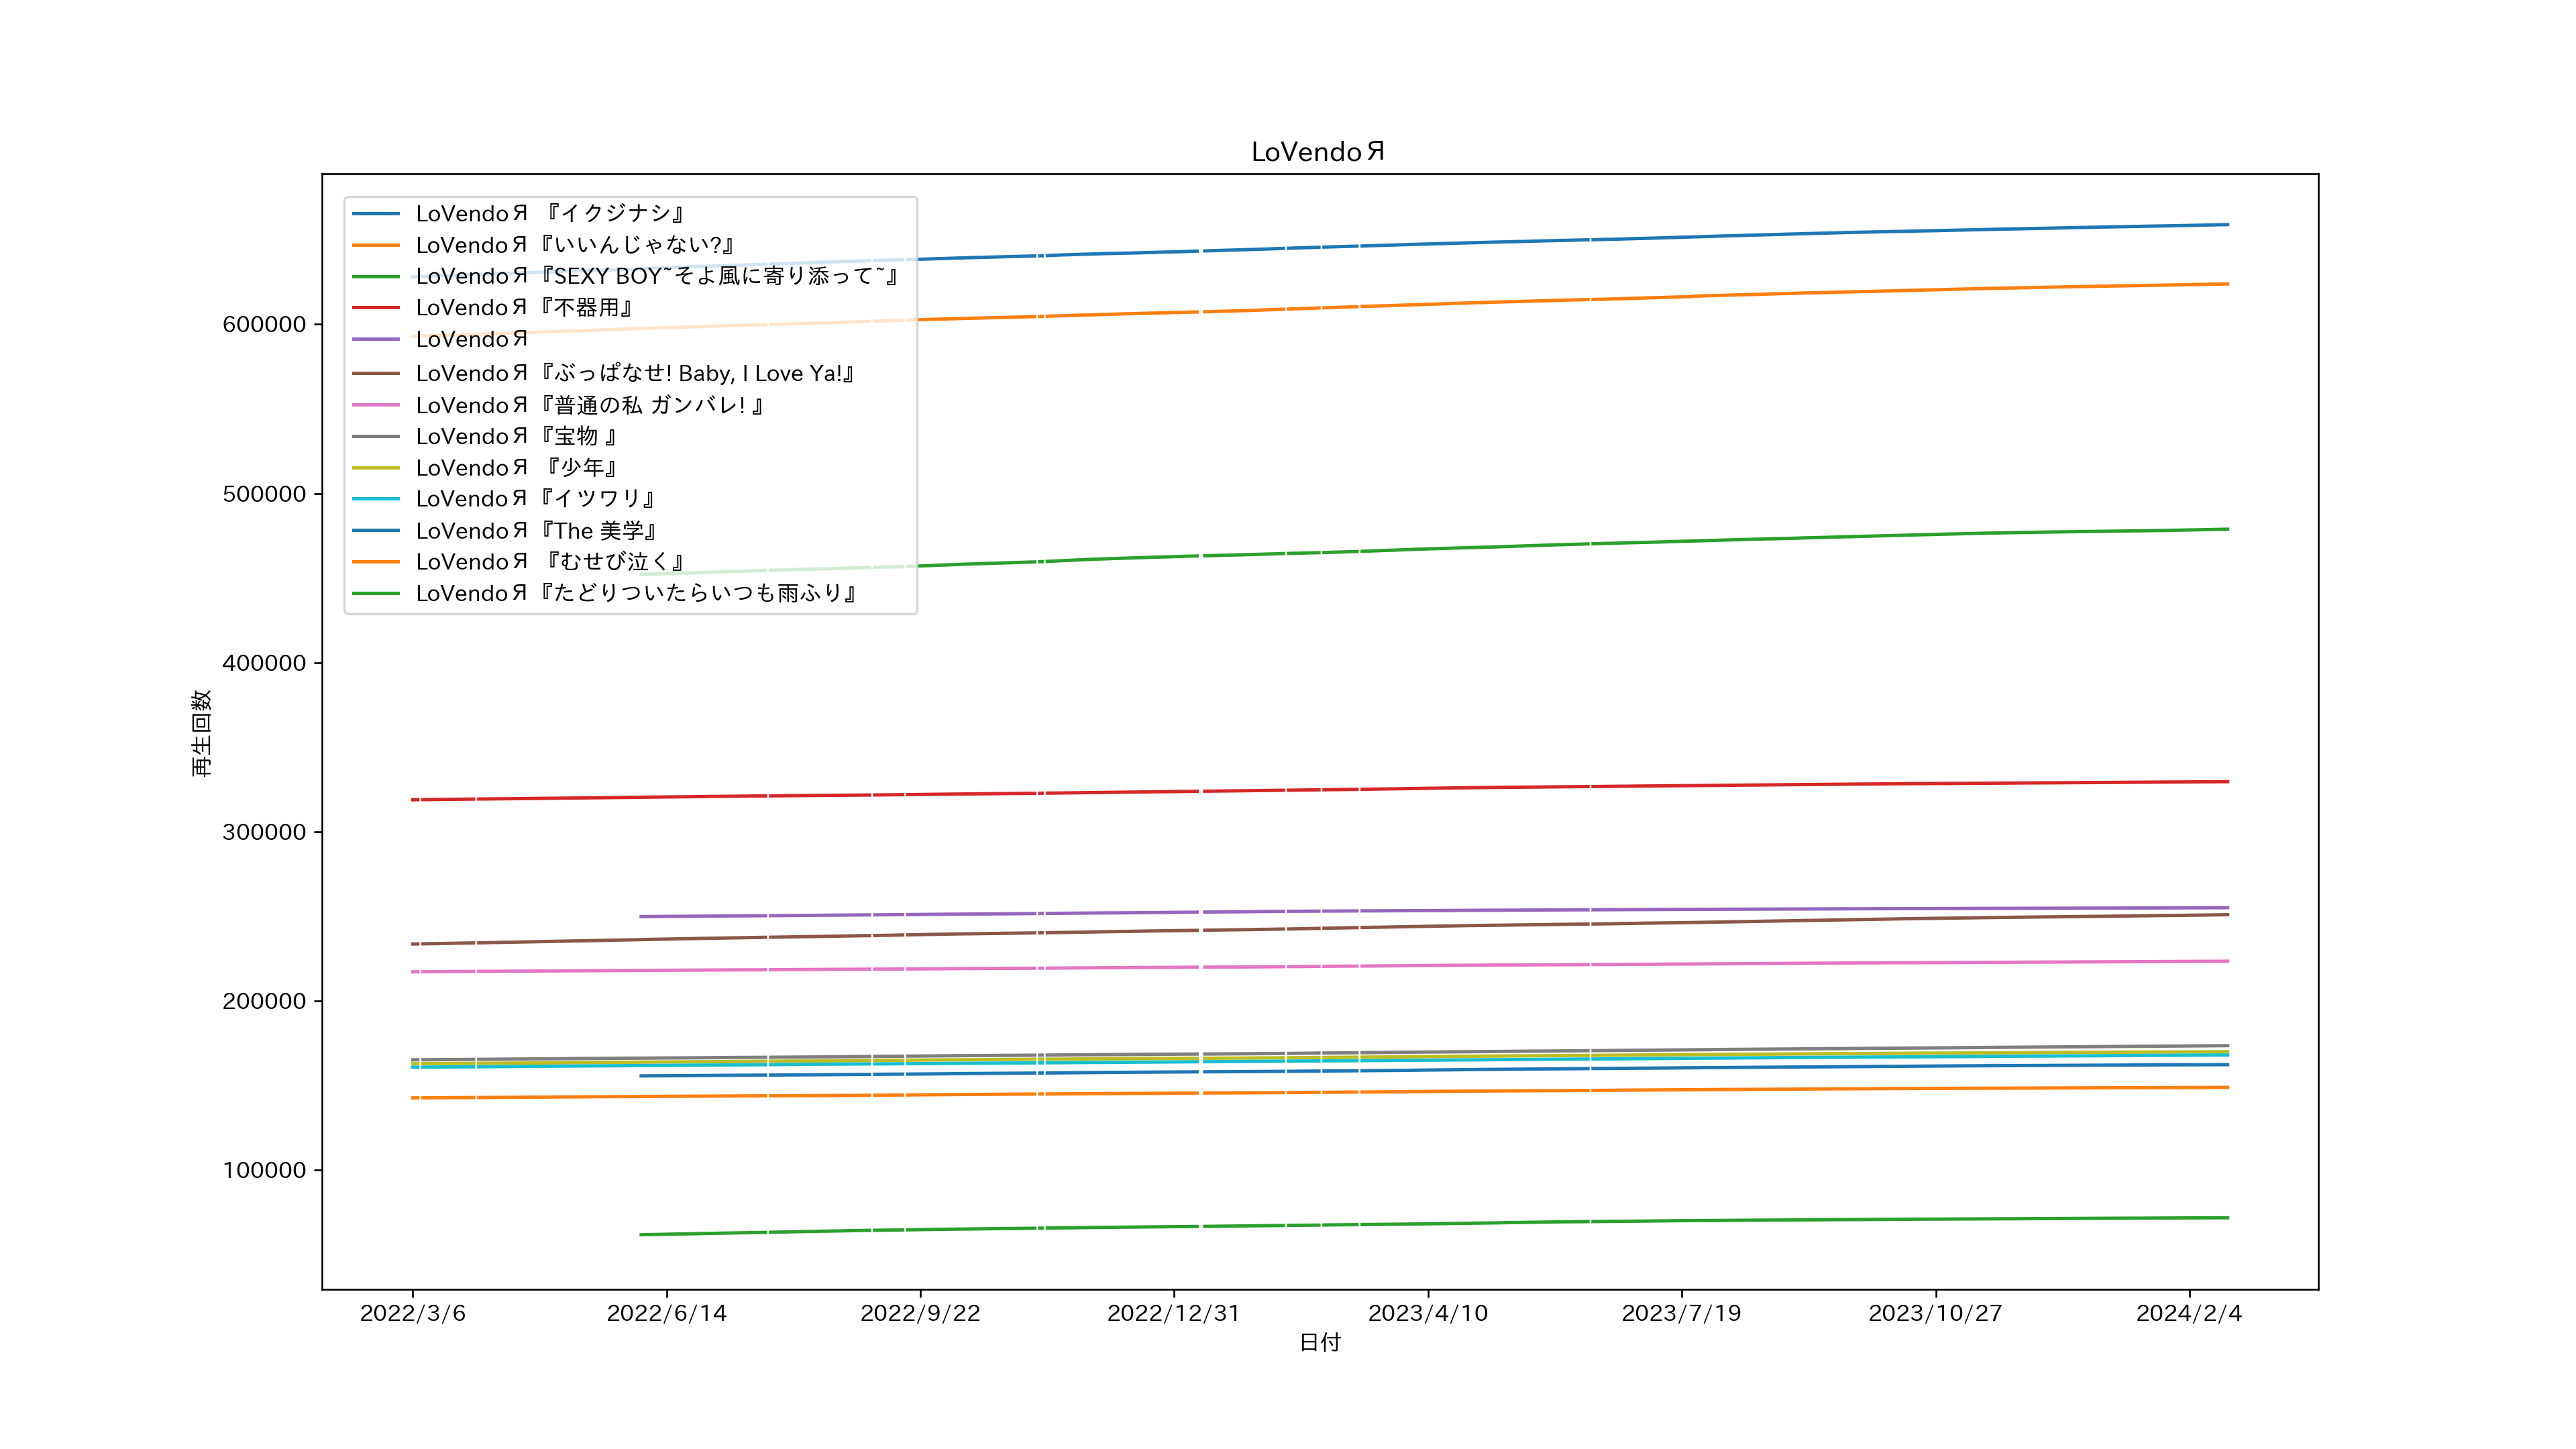 LoVendoЯ
LoVendoЯ 『イクジナシ』
LoVendoЯ『いいんじゃない?』
LoVendoЯ『SEXY BOY~そよ風に寄り添って~』
LoVendoЯ『不器用』
LoVendoЯ
LoVendoЯ『ぶっぱなせ! Baby, I Love Ya!』
LoVendoЯ『普通の私 ガンバレ! 』
LoVendoЯ『宝物 』
LoVendoЯ 『少年』
LoVendoЯ『イツワリ』
LoVendoЯ『The 美学』
LoVendoЯ 『むせび泣く』
LoVendoЯ『たどりついたらいつも雨ふり』
600000
500000
400000
300000
200000
100000
再生回数
2022/3/6
2022/6/14
2022/9/22
2022/12/31
2023/4/10
2023/7/19
2023/10/27
2024/2/4
日付